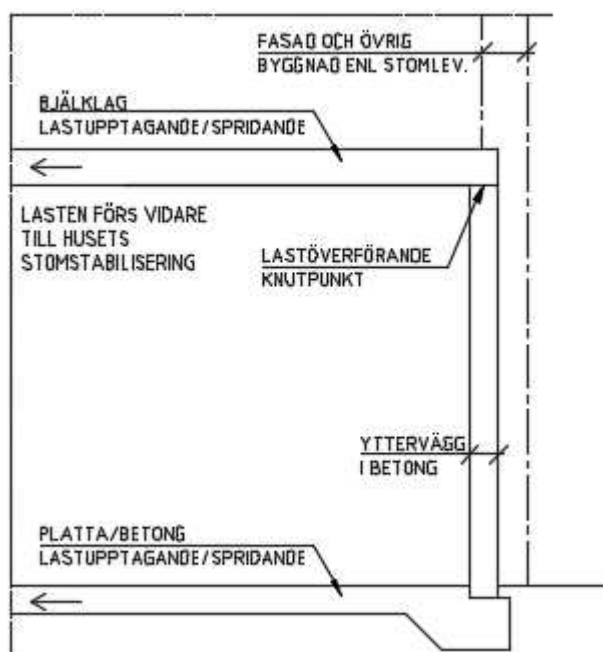 FASAD OCH ÖVRIG
BYGGNAD ENL STOMLEV.
BJÄLKLAG
LASTUPPTAGANDE/SPRIDANDE
LASTEN FÖRS VIDARE
TILL HUSETS
STOMSTABILISERING
LASTÖVERFÖRANDE
KNUTPUNKT
YTTERVÄGG
I BETONG
PLATTA/BETONG
LASTUPPTAGANDE/SPRIDANDE